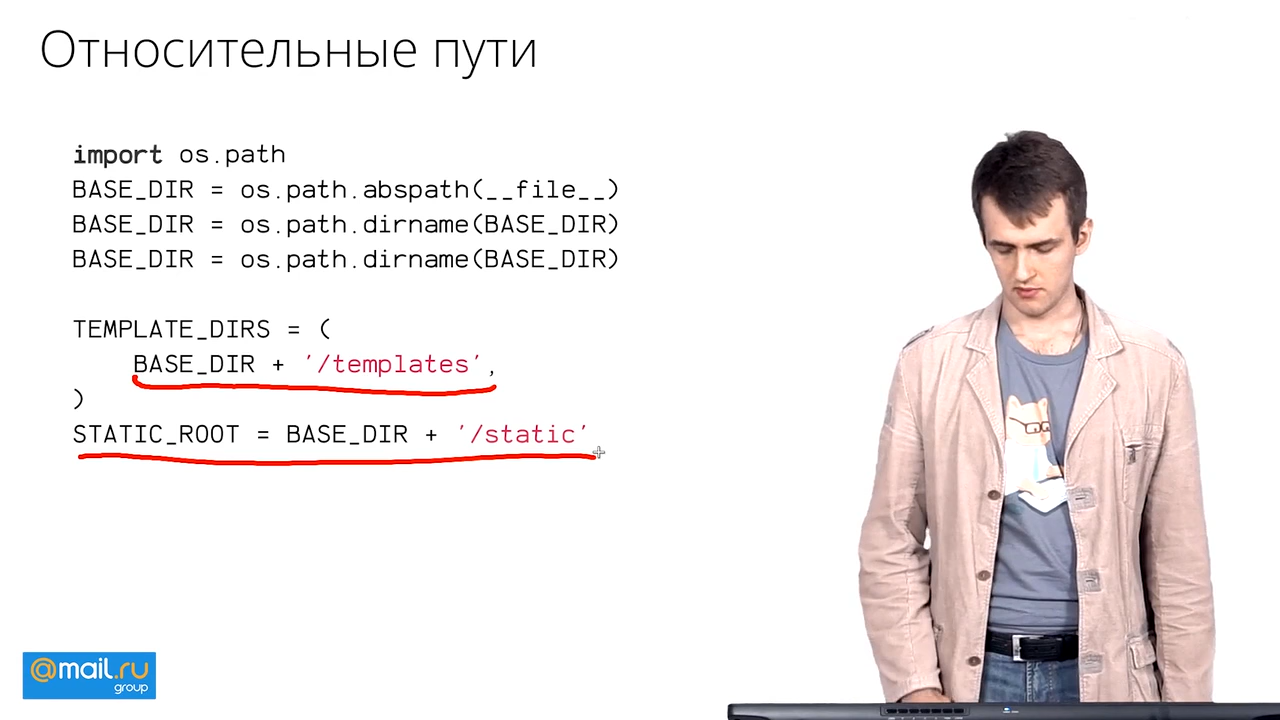 Относительные пути
import os.path
BASE_DIR = os.path.abspath(__file__)
BASE_DIR = os.path.dirname(BASE_DIR)
BASE_DIR = os.path.dirname(BASE_DIR)
TEMPLATE_DIRS = (
    BASE_DIR + '/templates',
)
STATIC_ROOT = BASE_DIR + '/static'
@mail.ru
group